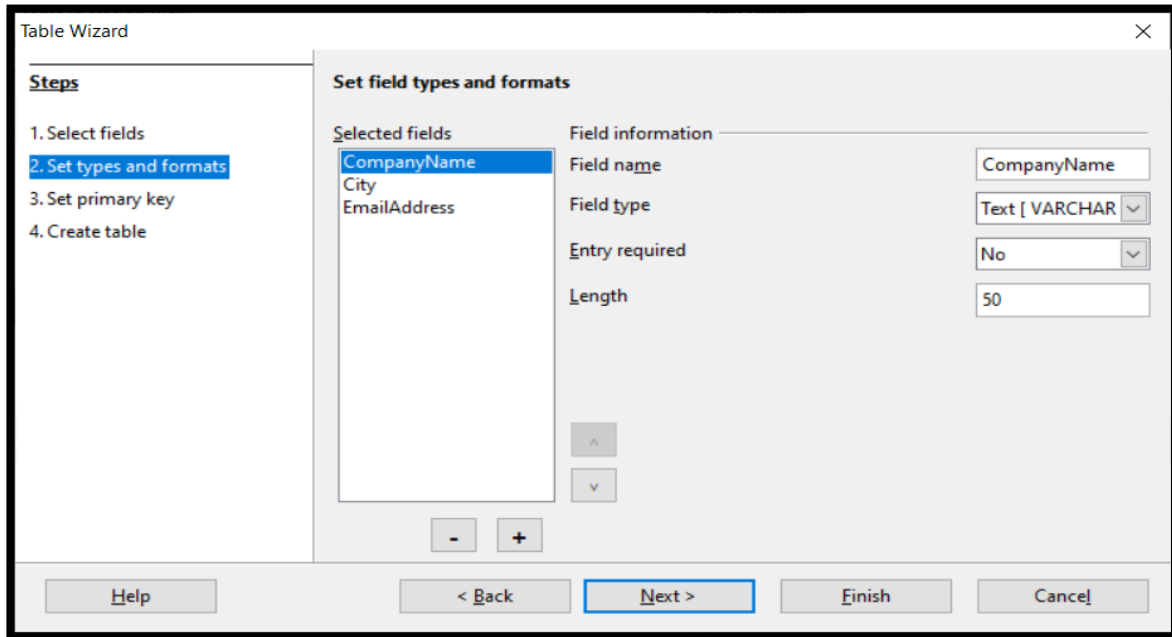 Table Wizard
Steps
1. Select fields
2. Set types and formats
3. Set primary key
4. Create table
Set field types and formats
Selected fields
CompanyName
City
EmailAddress
- +
Field information
Field name CompanyName
Field type Text [ VARCHAR
Entry required No
Length 50
Help < Back Next > Finish Cancel